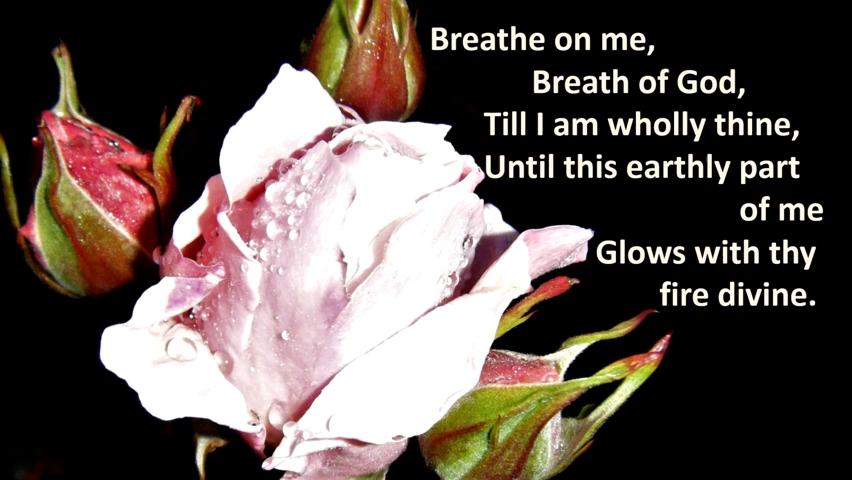 Breathe on me,
Breath of God,
Till I am wholly thine,
Until this earthly part
of me
Glows with thy
fire divine.